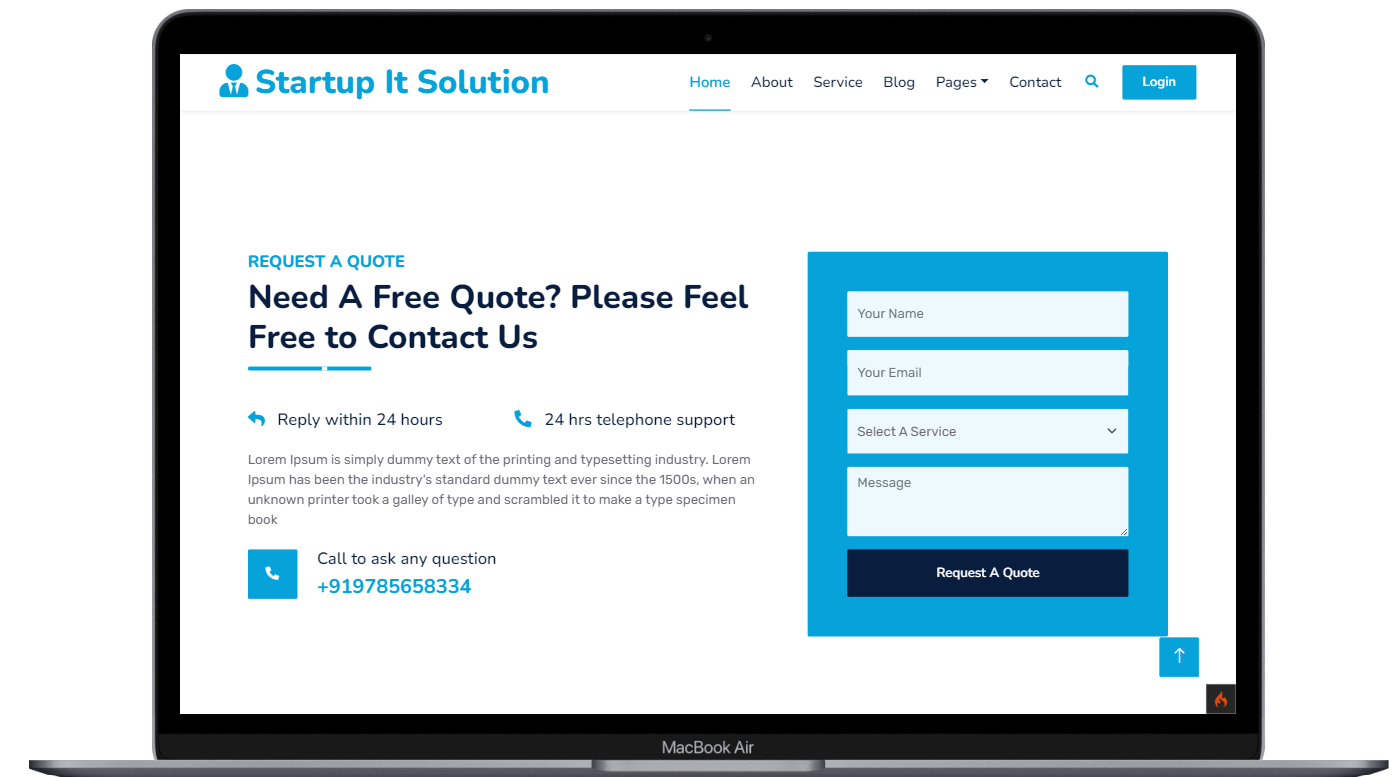 Startup It Solution
Home About Service Blog Pages Contact Login
REQUEST A QUOTE
Need A Free Quote? Please Feel
Free to Contact Us
Reply within 24 hours 24 hrs telephone support
Lorem Ipsum is simply dummy text of the printing and typesetting industry. Lorem
Ipsum has been the industry's standard dummy text ever since the 1500s, when an
unknown printer took a galley of type and scrambled it to make a type specimen
book
Call to ask any question
+919785658334
Your Name
Your Email
Select A Service
Message
Request A Quote
MacBook Air